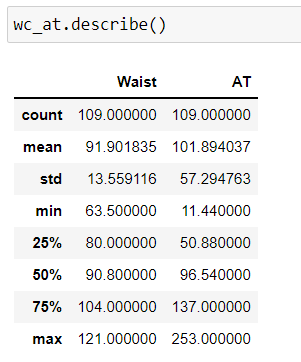 wc_at.describe()
Waist AT
count 109.000000 109.000000
mean 91.901835 101.894037
std 13.559116 57.294763
min 63.500000 11.440000
25% 80.000000 50.880000
50% 90.800000 96.540000
75% 104.000000 137.000000
max 121.000000 253.000000